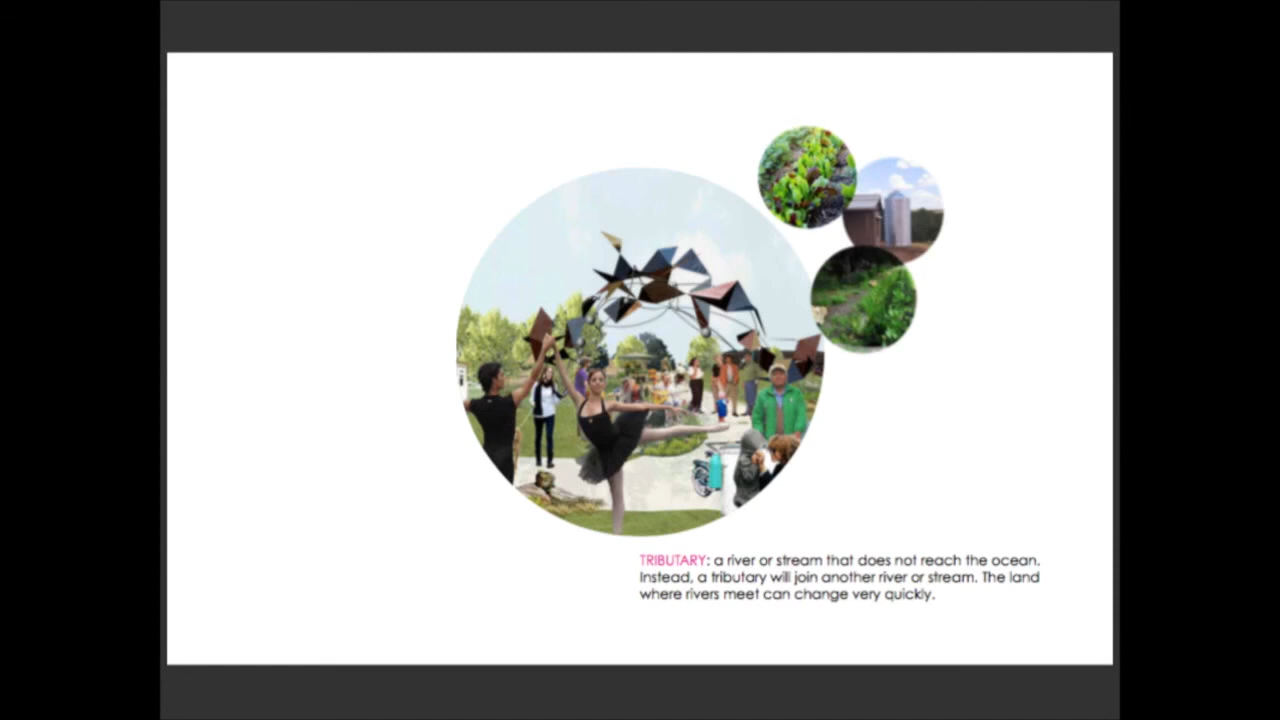 TRIBUTARY: a river or stream that does not reach the ocean.
Instead, a tributary will join another river or stream. The land
where rivers meet can change very quickly.